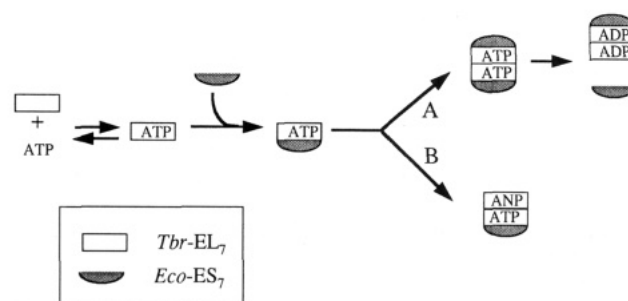 +
ATP
ATP
ATP
A
B
ATP
ATP
ADP
ADP
ANP
ATP
Tbr-EL₇
Eco-ES₇